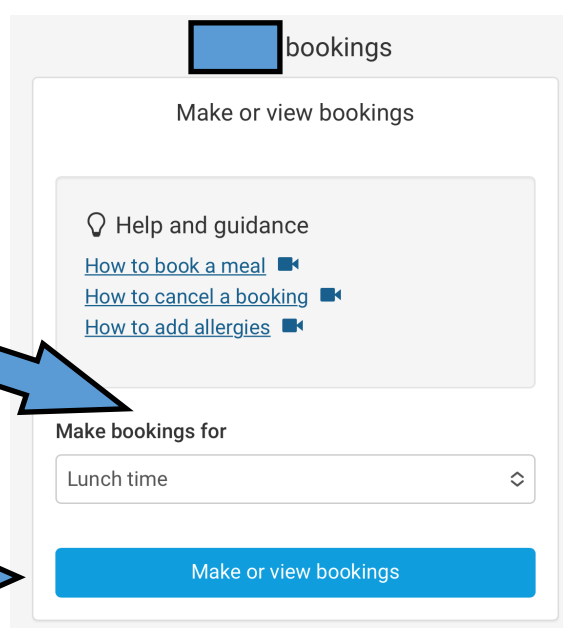 bookings
Make or view bookings
Help and guidance
How to book a meal
How to cancel a booking
How to add allergies
Make bookings for
Lunch time
Make or view bookings